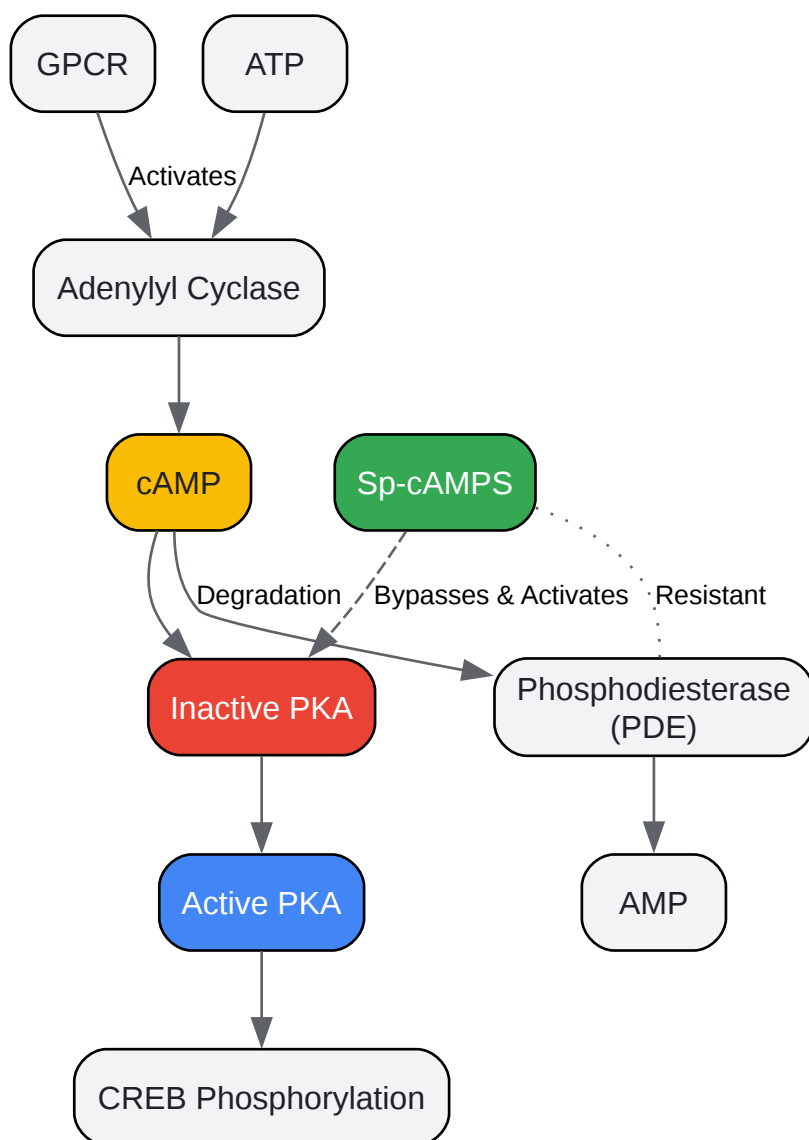 GPCR
ATP
Activates
Adenylyl Cyclase
cAMP
Sp-cAMPS
Degradation
Bypasses & Activates
Resistant
Inactive PKA
Phosphodiesterase
(PDE)
Active PKA
AMP
CREB Phosphorylation